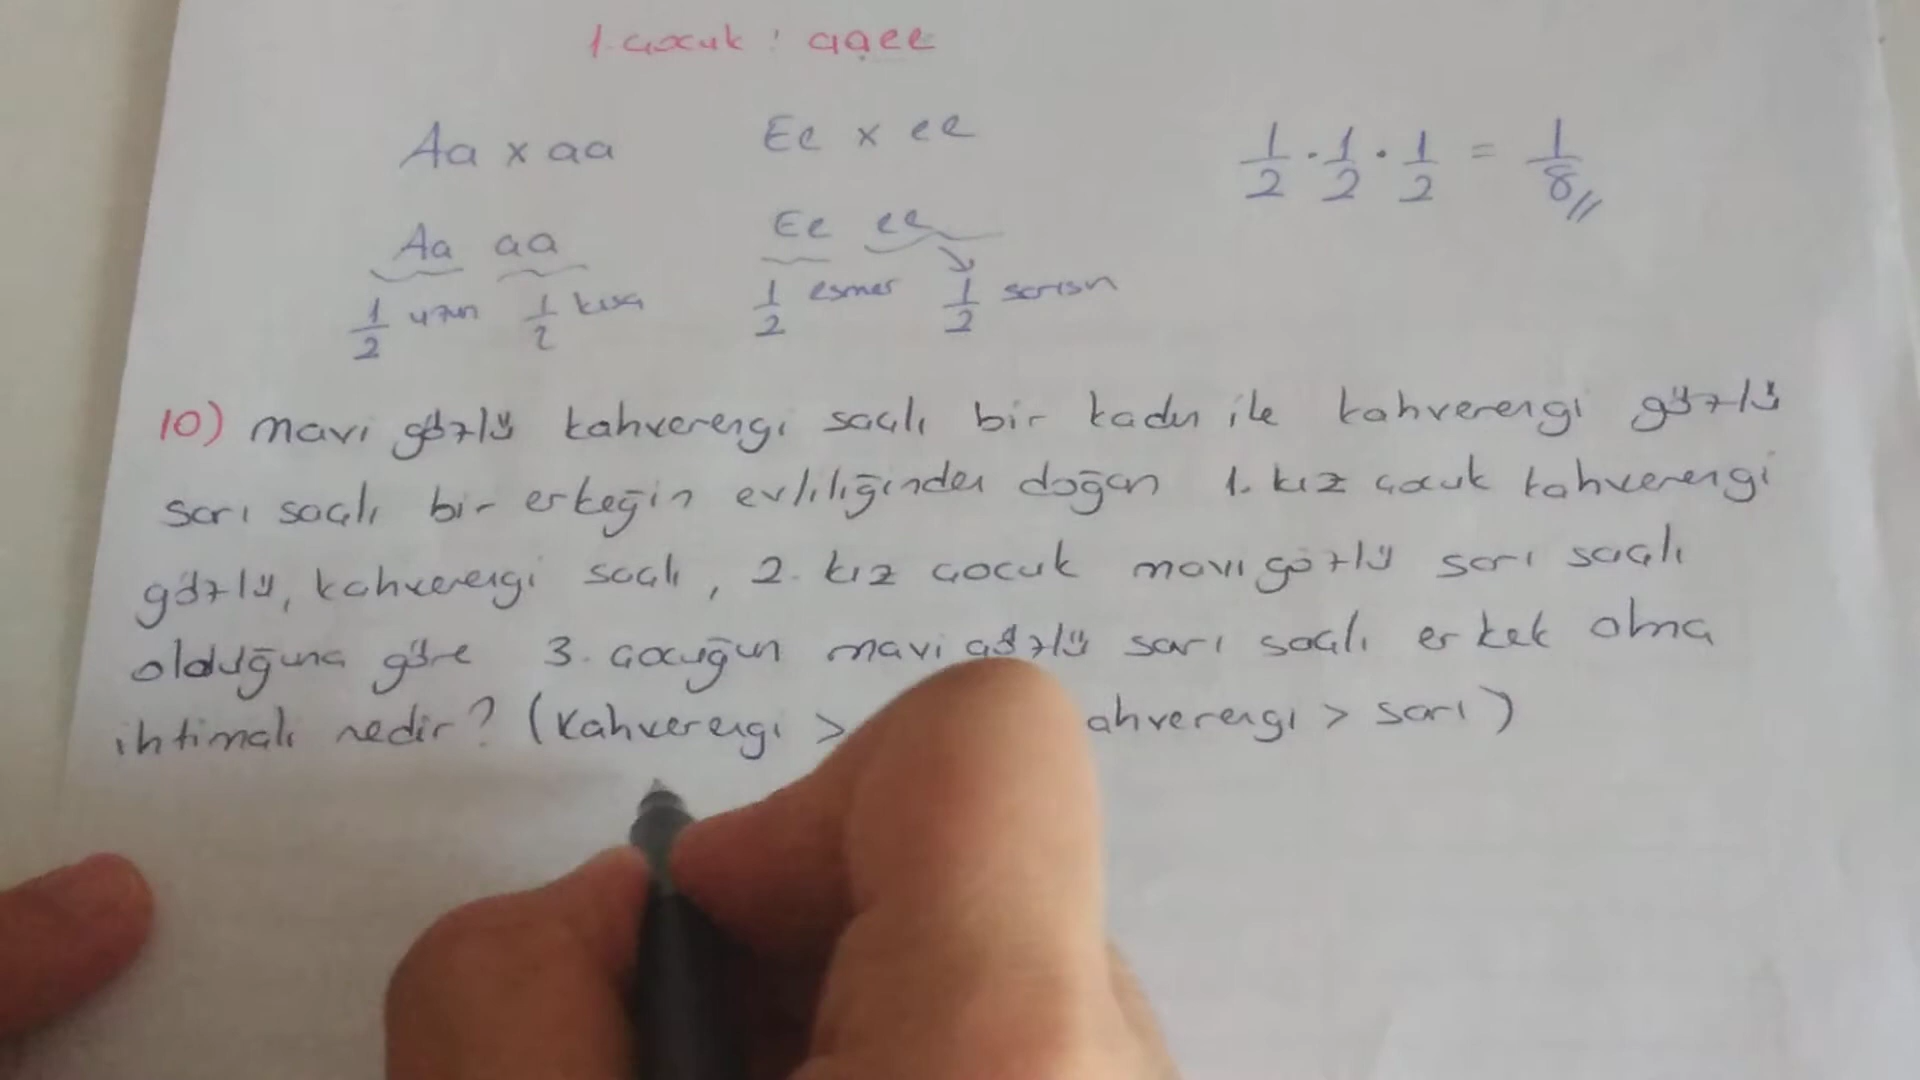 1. çocuk : aaee
Aa x aa Ee x ee 1/2 . 1/2 . 1/2 = 1/8 //
Aa aa Ee ee
1/2 uzun 1/2 kısa 1/2 esmer 1/2 sarışın
10) mavi gözlü kahverengi saçlı bir kadın ile kahverengi gözlü
sarı saçlı bir erkeğin evliliğinden doğan 1. kız çocuk kahverengi
gözlü, kahverengi saçlı, 2. kız çocuk mavi gözlü sarı saçlı
olduğuna göre 3. çocuğun mavi gözlü sarı saçlı erkek olma
ihtimali nedir? (Kahverengi > ahverengi > sarı)